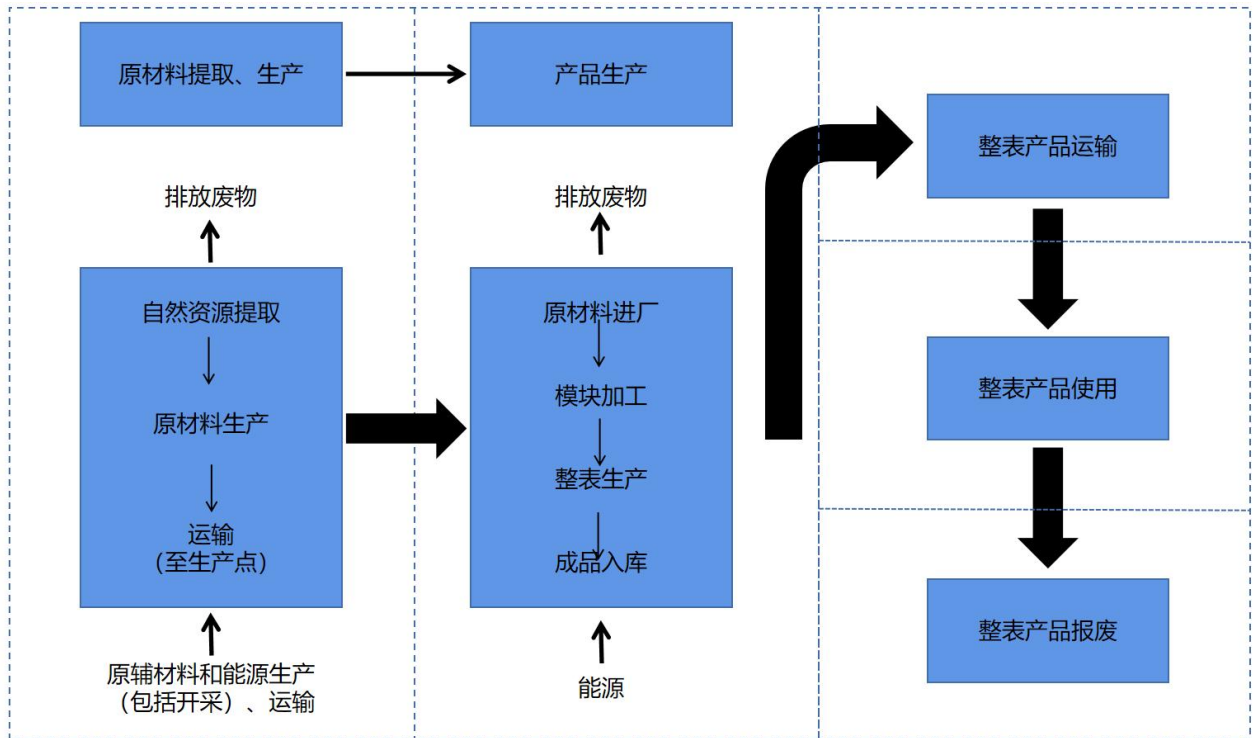 原材料提取、生产
产品生产
整表产品运输
排放废物
排放废物
自然资源提取
原材料生产
运输
（至生产点）
原材料进厂
模块加工
整表生产
成品入库
整表产品使用
整表产品报废
原辅材料和能源生产
（包括开采）、运输
能源